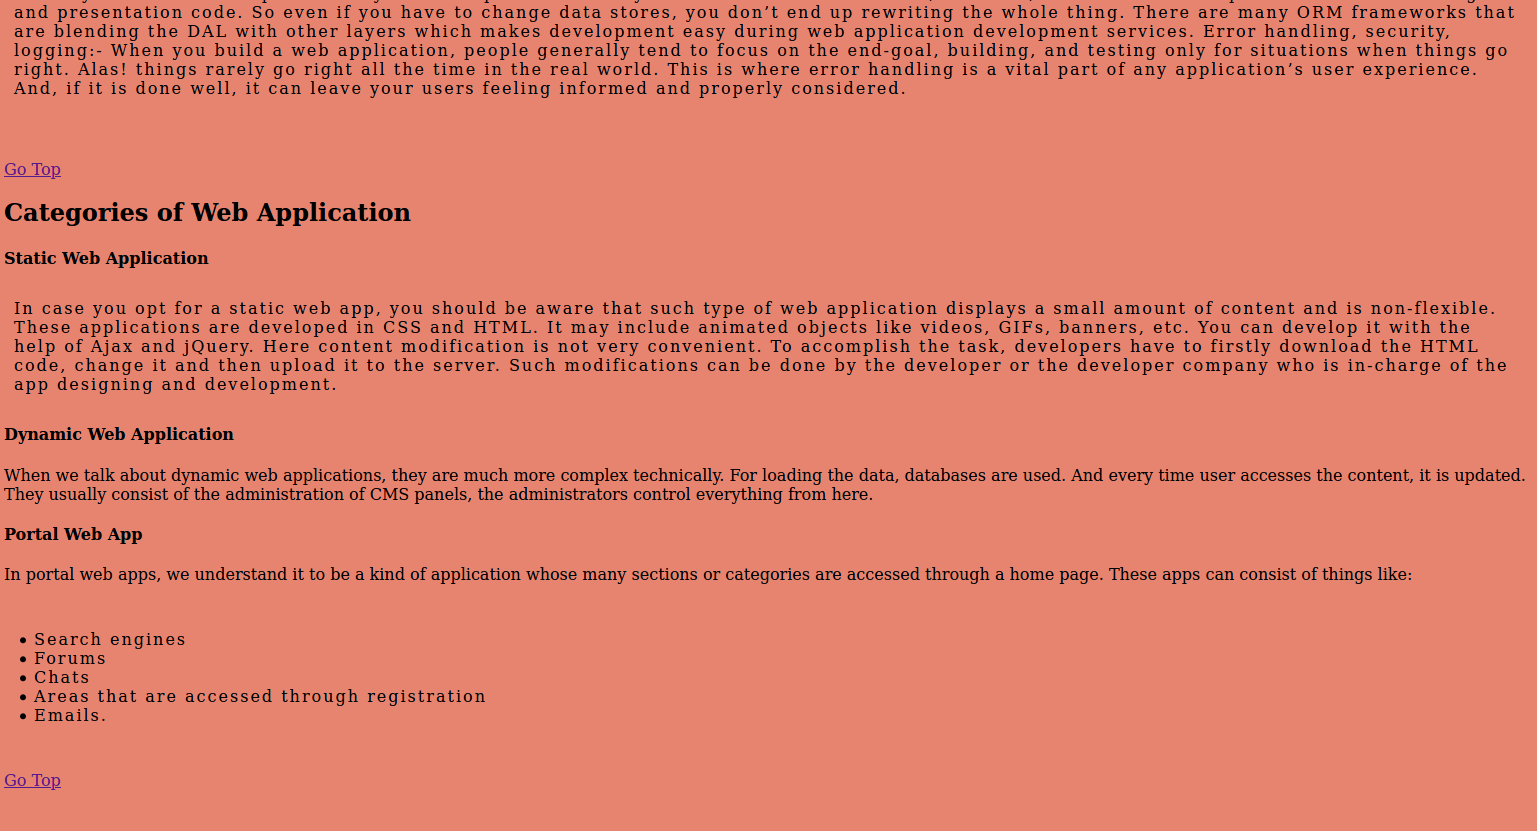 and presentation code. So even if you have to change data stores, you don’t end up rewriting the whole thing. There are many ORM frameworks that
are blending the DAL with other layers which makes development easy during web application development services. Error handling, security,
logging:- When you build a web application, people generally tend to focus on the end-goal, building, and testing only for situations when things go
right. Alas! things rarely go right all the time in the real world. This is where error handling is a vital part of any application’s user experience.
And, if it is done well, it can leave your users feeling informed and properly considered.
Go Top
Categories of Web Application
Static Web Application
In case you opt for a static web app, you should be aware that such type of web application displays a small amount of content and is non-flexible.
These applications are developed in CSS and HTML. It may include animated objects like videos, GIFs, banners, etc. You can develop it with the
help of Ajax and jQuery. Here content modification is not very convenient. To accomplish the task, developers have to firstly download the HTML
code, change it and then upload it to the server. Such modifications can be done by the developer or the developer company who is in-charge of the
app designing and development.
Dynamic Web Application
When we talk about dynamic web applications, they are much more complex technically. For loading the data, databases are used. And every time user accesses the content, it is updated.
They usually consist of the administration of CMS panels, the administrators control everything from here.
Portal Web App
In portal web apps, we understand it to be a kind of application whose many sections or categories are accessed through a home page. These apps can consist of things like:
• Search engines
• Forums
• Chats
• Areas that are accessed through registration
• Emails.
Go Top